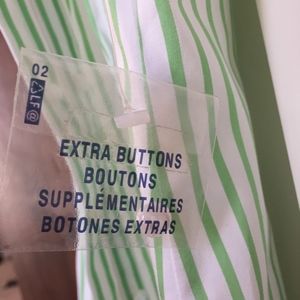 02
EXTRA BUTTONS
BOUTONS
SUPPLÉMENTAIRES
BOTONES EXTRAS